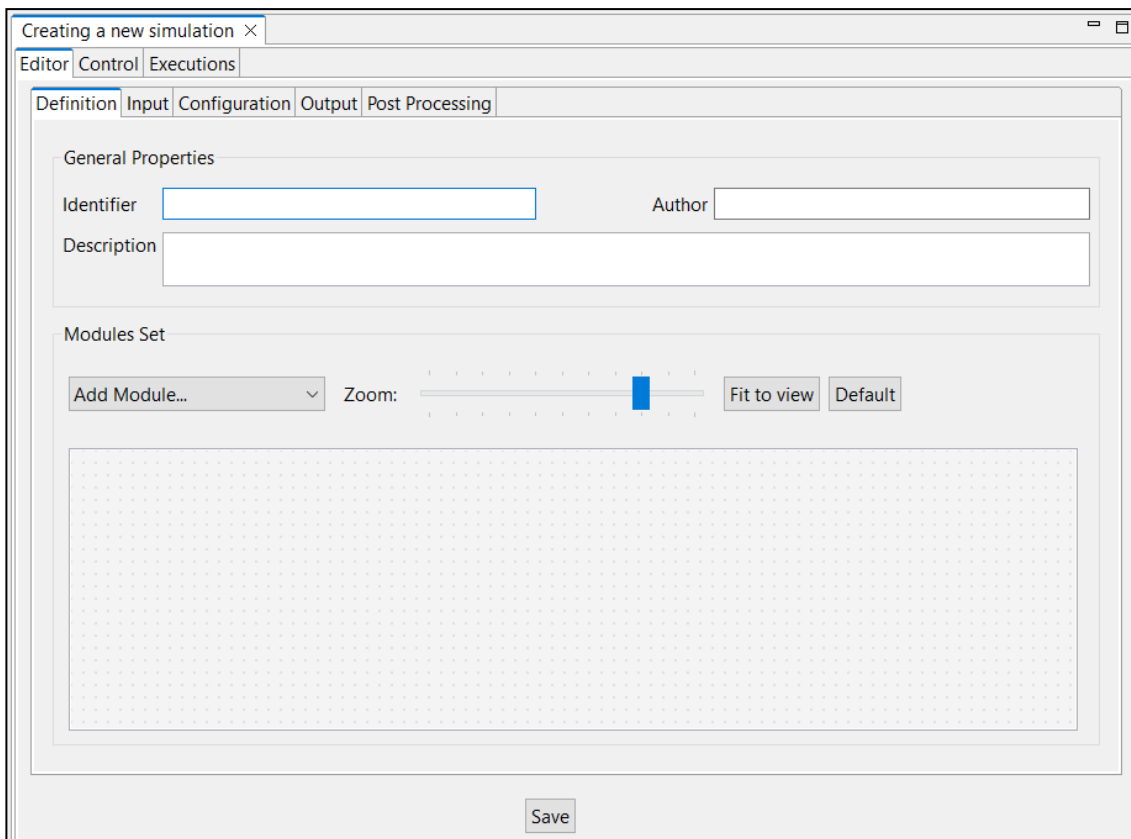 Creating a new simulation
Editor Control Executions
Definition Input Configuration Output Post Processing
General Properties
Identifier Author
Description
Modules Set
Add Module... Zoom: Fit to view Default
Save